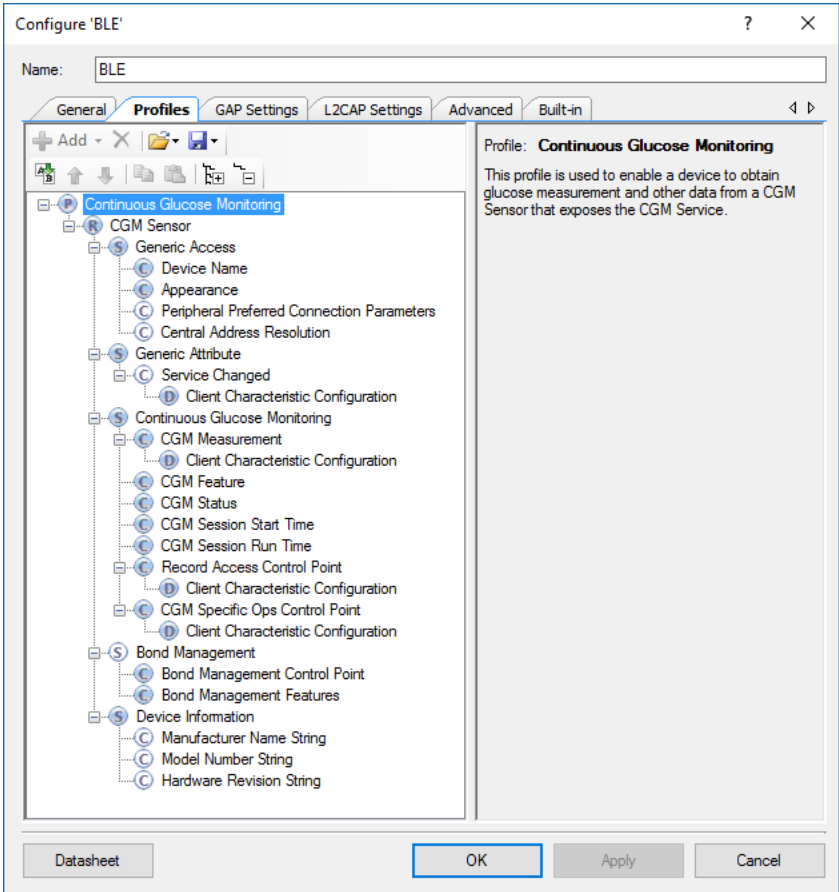 Configure 'BLE'
?
Name:
BLE
General
Profiles
GAP Settings
L2CAP Settings
Advanced
Built-in
Add
Profile: Continuous Glucose Monitoring
This profile is used to enable a device to obtain
glucose measurement and other data from a CGM
Sensor that exposes the CGM Service.
P Continuous Glucose Monitoring
R CGM Sensor
S Generic Access
C Device Name
C Appearance
C Peripheral Preferred Connection Parameters
C Central Address Resolution
S Generic Attribute
C Service Changed
D Client Characteristic Configuration
S Continuous Glucose Monitoring
C CGM Measurement
D Client Characteristic Configuration
C CGM Feature
C CGM Status
C CGM Session Start Time
C CGM Session Run Time
C Record Access Control Point
D Client Characteristic Configuration
C CGM Specific Ops Control Point
D Client Characteristic Configuration
S Bond Management
C Bond Management Control Point
C Bond Management Features
S Device Information
C Manufacturer Name String
C Model Number String
C Hardware Revision String
Datasheet
OK
Apply
Cancel